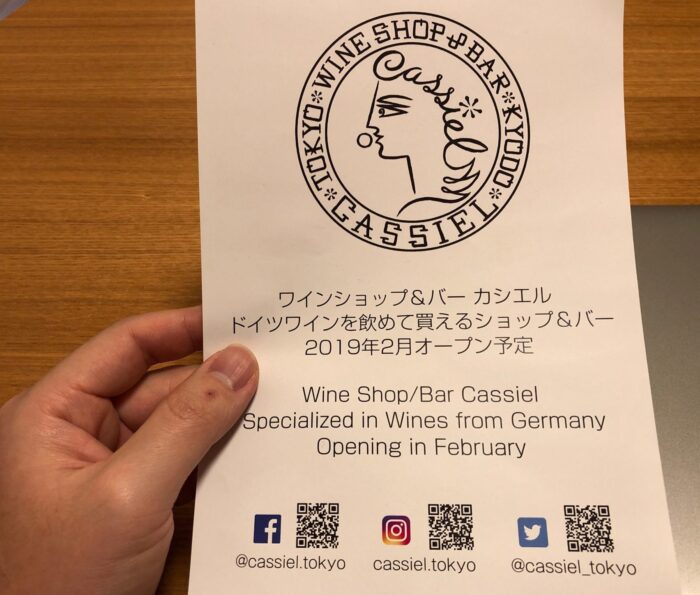 WINE SHOP & BAR * KYODO * CASSIEL * TOKYO *
Cassiel
ワインショップ&バー カシエル
ドイツワインを飲めて買えるショップ&バー
2019年2月オープン予定
Wine Shop/Bar Cassiel
Specialized in Wines from Germany
Opening in February
@cassiel.tokyo
cassiel.tokyo
@cassiel_tokyo